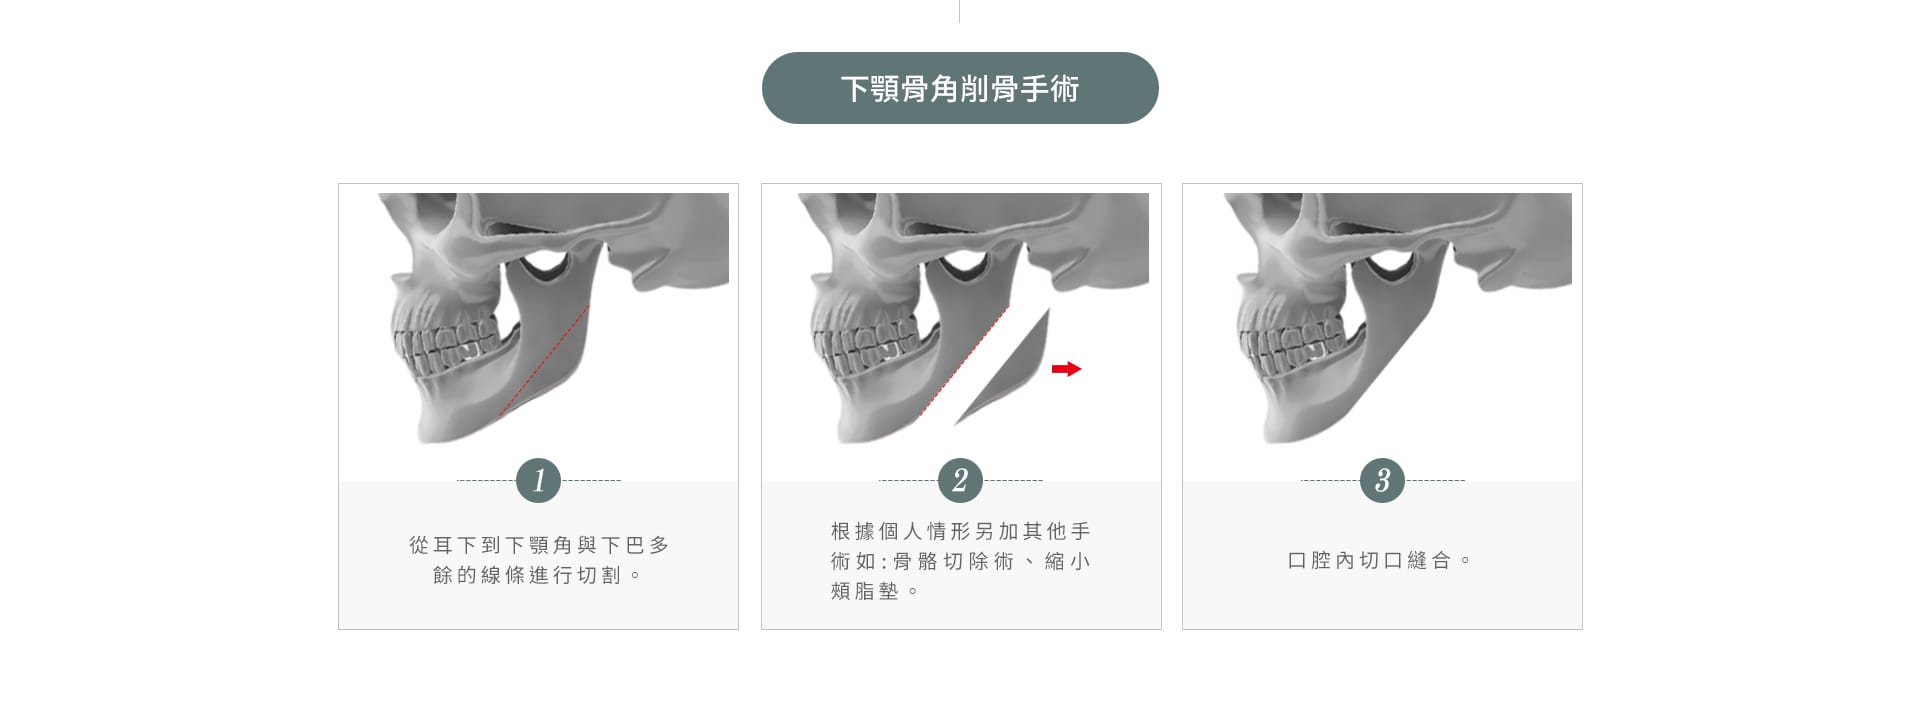 下顎骨角削骨手術
1
從耳下到下顎角與下巴多
餘的線條進行切割。
2
根據個人情形另加其他手
術如:骨骼切除術、縮小
頰脂墊。
3
口腔內切口縫合。